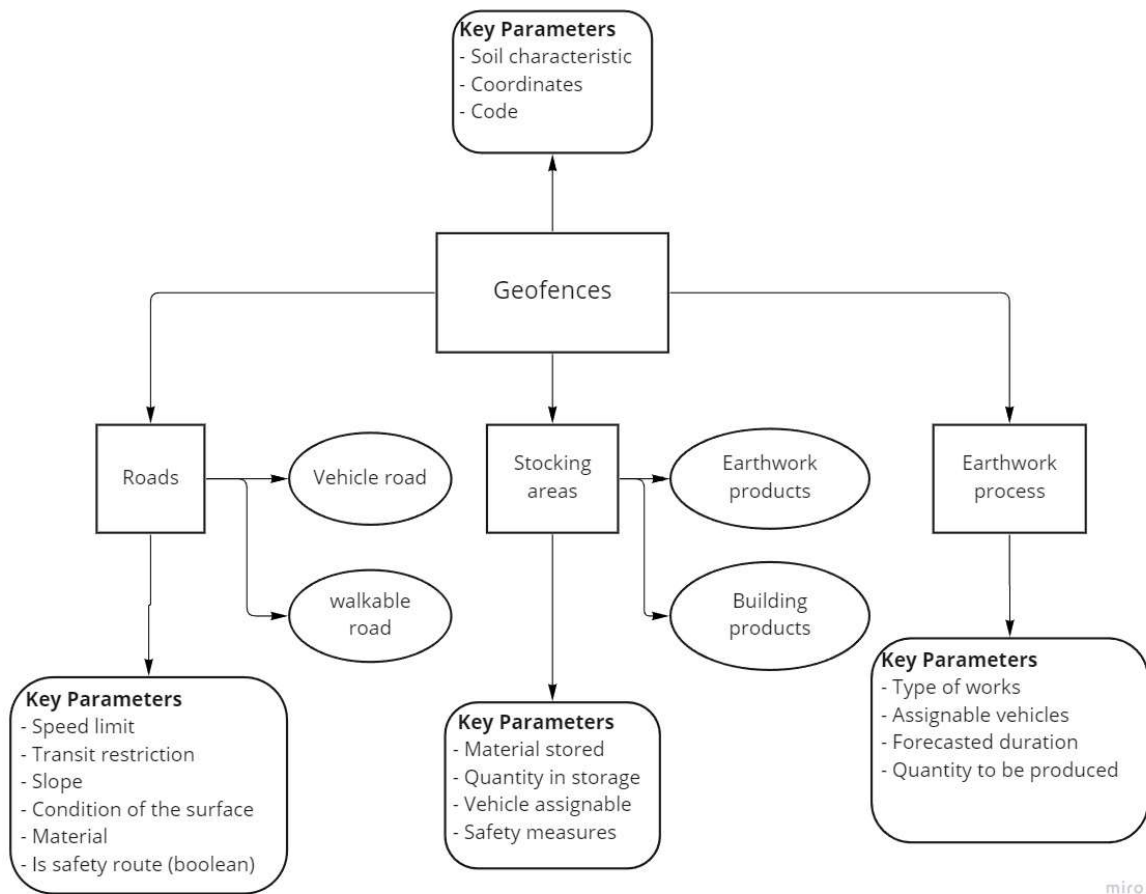 Key Parameters
- Soil characteristic
- Coordinates
- Code
Geofences
Roads
Vehicle road
walkable
road
Stocking
areas
Earthwork
products
Building
products
Earthwork
process
Key Parameters
- Speed limit
- Transit restriction
- Slope
- Condition of the surface
- Material
- Is safety route (boolean)
Key Parameters
- Material stored
- Quantity in storage
- Vehicle assignable
- Safety measures
Key Parameters
- Type of works
- Assignable vehicles
- Forecasted duration
- Quantity to be produced
miro